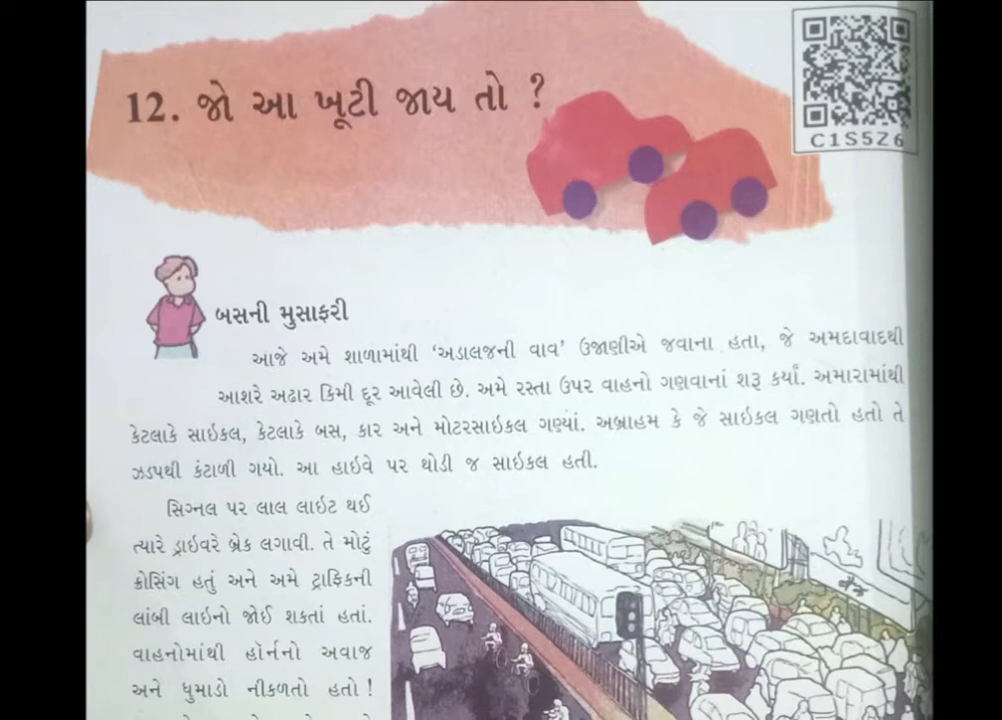 12. જો આ ખૂટી જાય તો ?
C1S5Z6
બસની મુસાફરી
આજે અમે શાળામાંથી ‘અડાલજની વાવ’ ઉજાણીએ જવાના હતા, જે અમદાવાદથી
આશરે અઢાર કિમી દૂર આવેલી છે. અમે રસ્તા ઉપર વાહનો ગણવાનાં શરૂ કર્યાં. અમારામાંથી
કેટલાકે સાઇકલ, કેટલાકે બસ, કાર અને મોટરસાઇકલ ગણ્યાં. અબ્રાહમ કે જે સાઇકલ ગણતો હતો તે
ઝડપથી કંટાળી ગયો. આ હાઇવે પર થોડી જ સાઇકલ હતી.
સિગ્નલ પર લાલ લાઇટ થઈ
ત્યારે ડ્રાઇવરે બ્રેક લગાવી. તે મોટું
ક્રોસિંગ હતું અને અમે ટ્રાફિકની
લાંબી લાઇનો જોઈ શકતાં હતાં.
વાહનોમાંથી હૉર્નનો અવાજ
અને ધુમાડો નીકળતો હતો !